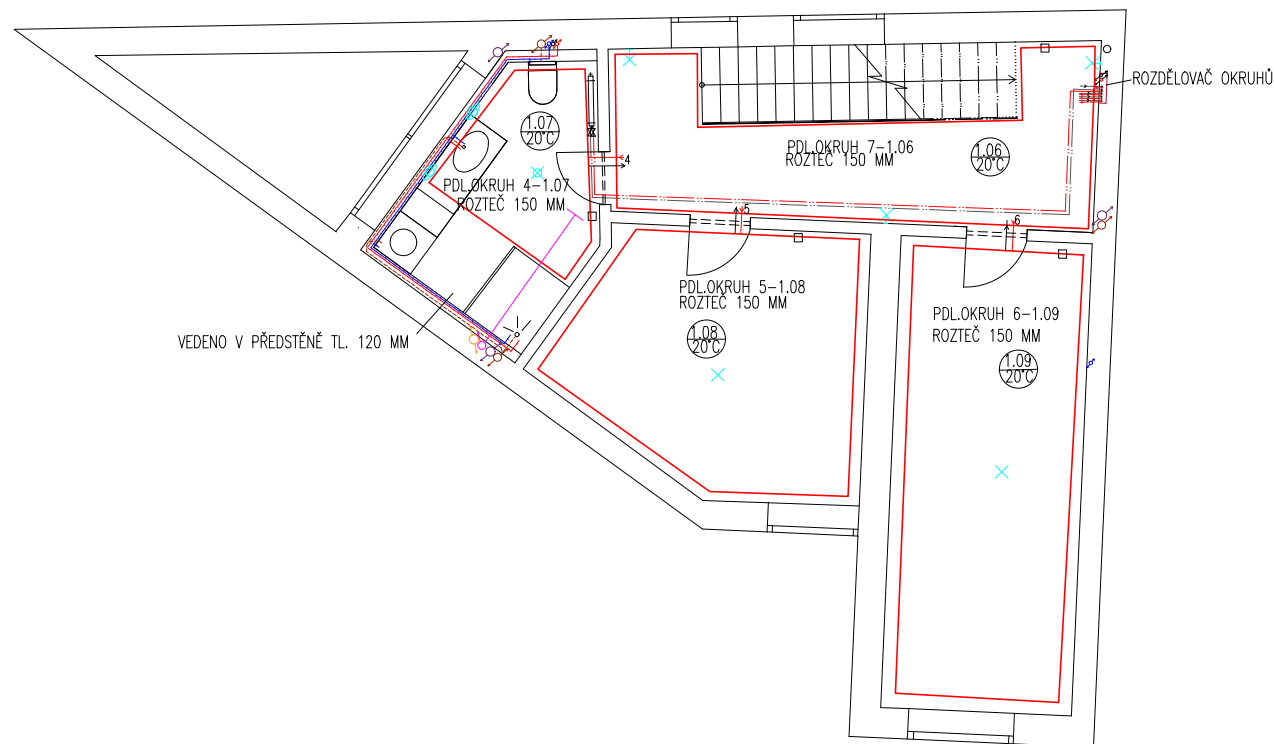 ROZDĚLOVAČ OKRUHŮ
1.07
20°C
4
PDL.OKRUH 7-1.06
ROZTEČ 150 MM
1.06
20°C
PDL.OKRUH 4-1.07
ROZTEČ 150 MM
5
6
PDL.OKRUH 5-1.08
ROZTEČ 150 MM
PDL.OKRUH 6-1.09
ROZTEČ 150 MM
VEDENO V PŘEDSTĚNĚ TL. 120 MM
1.08
20°C
1.09
20°C